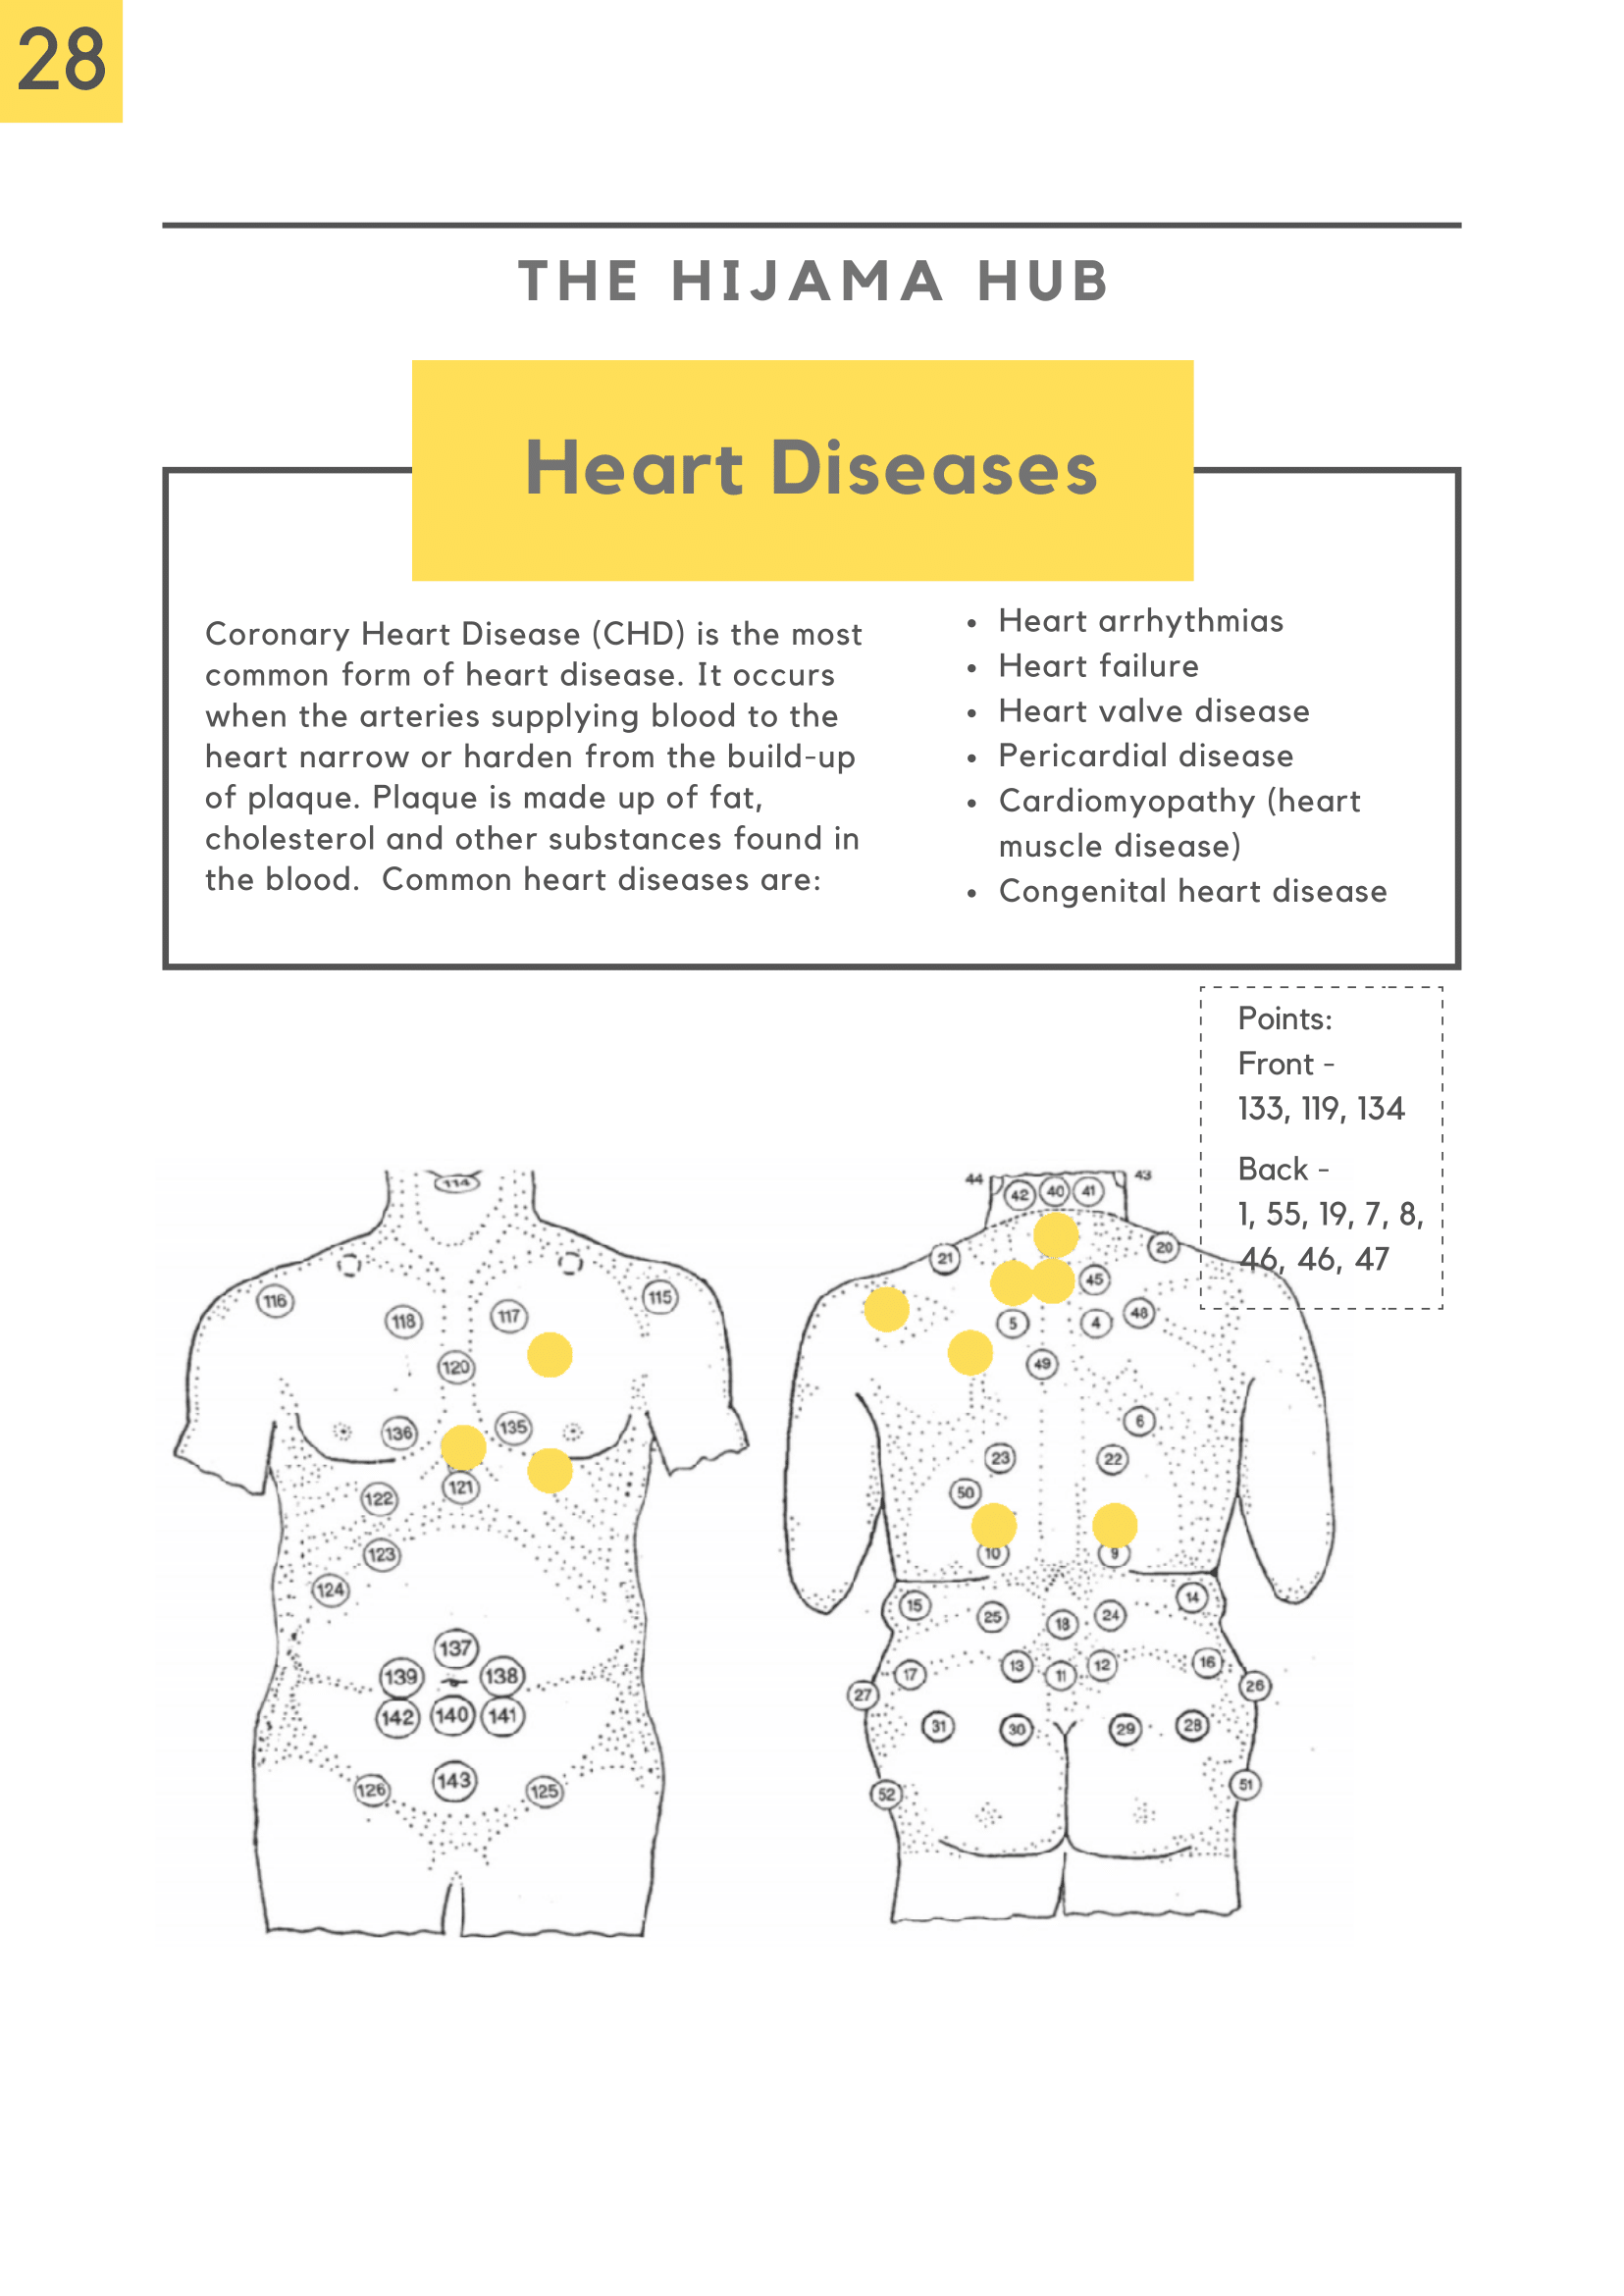 28
THE HIJAMA HUB
Heart Diseases
Coronary Heart Disease (CHD) is the most
common form of heart disease. It occurs
when the arteries supplying blood to the
heart narrow or harden from the build-up
of plaque. Plaque is made up of fat,
cholesterol and other substances found in
the blood.  Common heart diseases are:
• Heart arrhythmias
• Heart failure
• Heart valve disease
• Pericardial disease
• Cardiomyopathy (heart
muscle disease)
• Congenital heart disease
Points:
Front -
133, 119, 134
Back -
1, 55, 19, 7, 8,
46, 46, 47
114
116
115
118
117
120
136
135
121
122
123
124
137
139
138
142
140
141
143
126
125
44
43
42
40
41
21
20
45
5
4
48
49
6
23
22
50
10
9
15
14
25
18
24
17
13
11
12
16
27
26
31
30
29
28
52
51